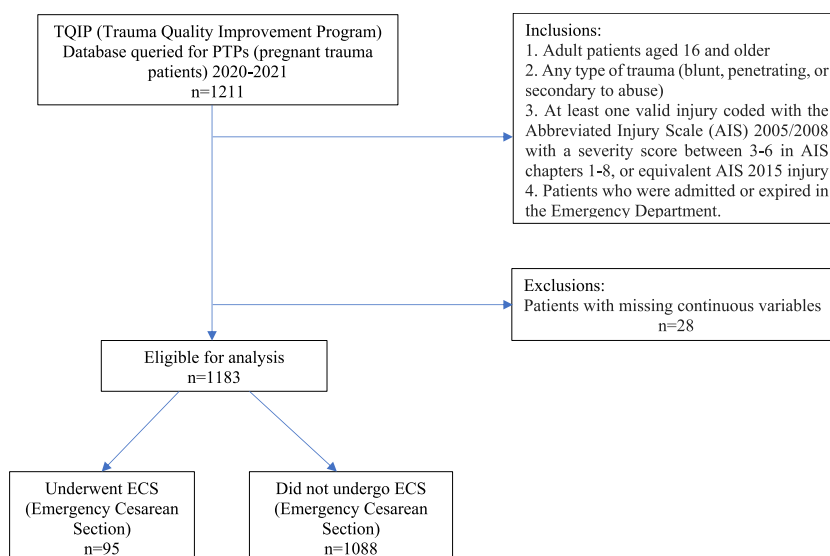 TQIP (Trauma Quality Improvement Program)
Database queried for PTPs (pregnant trauma
patients) 2020-2021
n=1211
Inclusions:
1. Adult patients aged 16 and older
2. Any type of trauma (blunt, penetrating, or
secondary to abuse)
3. At least one valid injury coded with the
Abbreviated Injury Scale (AIS) 2005/2008
with a severity score between 3-6 in AIS
chapters 1-8, or equivalent AIS 2015 injury
4. Patients who were admitted or expired in
the Emergency Department.
Exclusions:
Patients with missing continuous variables
n=28
Eligible for analysis
n=1183
Underwent ECS
(Emergency Cesarean
Section)
n=95
Did not undergo ECS
(Emergency Cesarean
Section)
n=1088